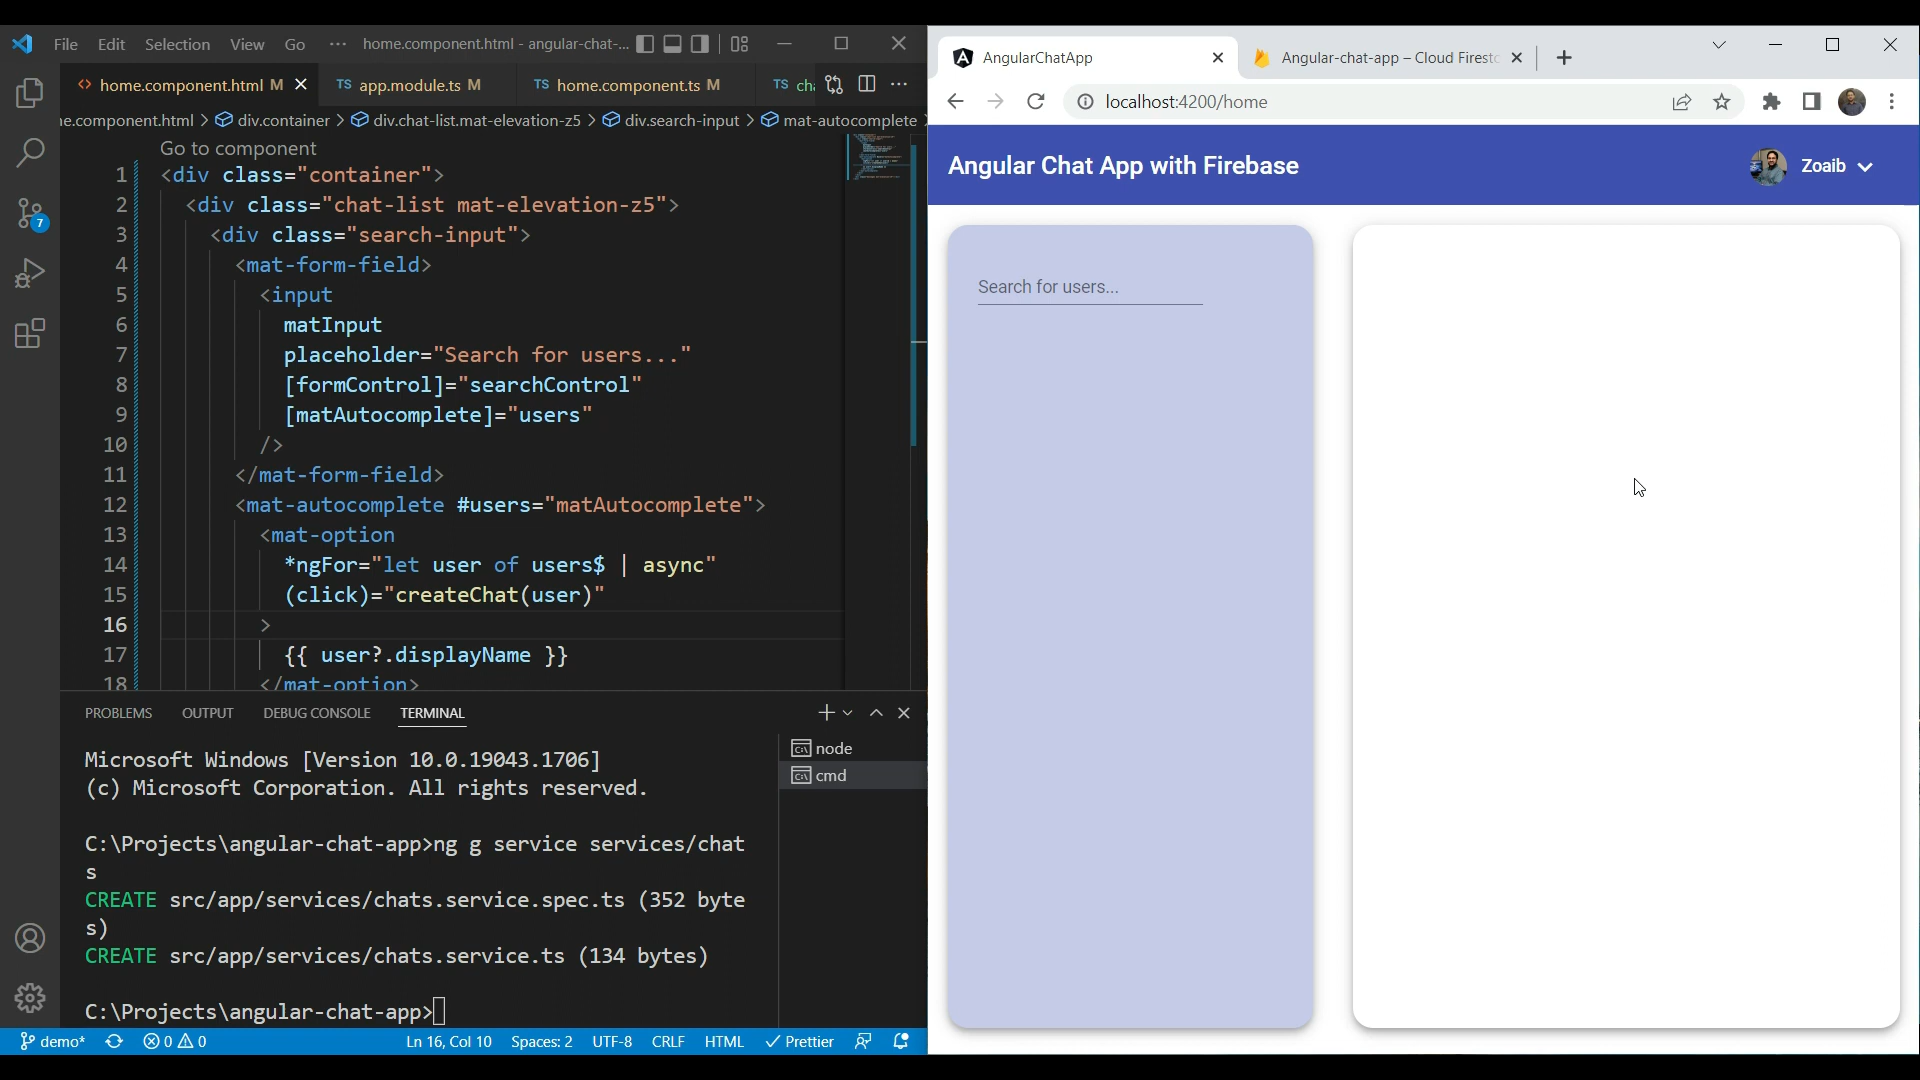 File Edit Selection View Go ··· home.component.html - angular-chat-...
home.component.html M
TS app.module.ts M
TS home.component.ts M
TS cha
ne.component.html > div.container > div.chat-list.mat-elevation-z5 > div.search-input > mat-autocomplete >
Go to component
1 <div class="container">
2 <div class="chat-list mat-elevation-z5">
3 <div class="search-input">
4 <mat-form-field>
5 <input
6 matInput
7 placeholder="Search for users..."
8 [formControl]="searchControl"
9 [matAutocomplete]="users"
10 />
11 </mat-form-field>
12 <mat-autocomplete #users="matAutocomplete">
13 <mat-option
14 *ngFor="let user of users$ | async"
15 (click)="createChat(user)"
16 >
17 {{ user?.displayName }}
18 </mat-option>
7
PROBLEMS OUTPUT DEBUG CONSOLE TERMINAL
Microsoft Windows [Version 10.0.19043.1706]
(c) Microsoft Corporation. All rights reserved.
C:\Projects\angular-chat-app>ng g service services/chat
s
CREATE src/app/services/chats.service.spec.ts (352 byte
s)
CREATE src/app/services/chats.service.ts (134 bytes)
C:\Projects\angular-chat-app>
node
cmd
demo* 0 0 Ln 16, Col 10 Spaces: 2 UTF-8 CRLF HTML Prettier
AngularChatApp
Angular-chat-app – Cloud Firesto
localhost:4200/home
Angular Chat App with Firebase
Zoaib
Search for users...